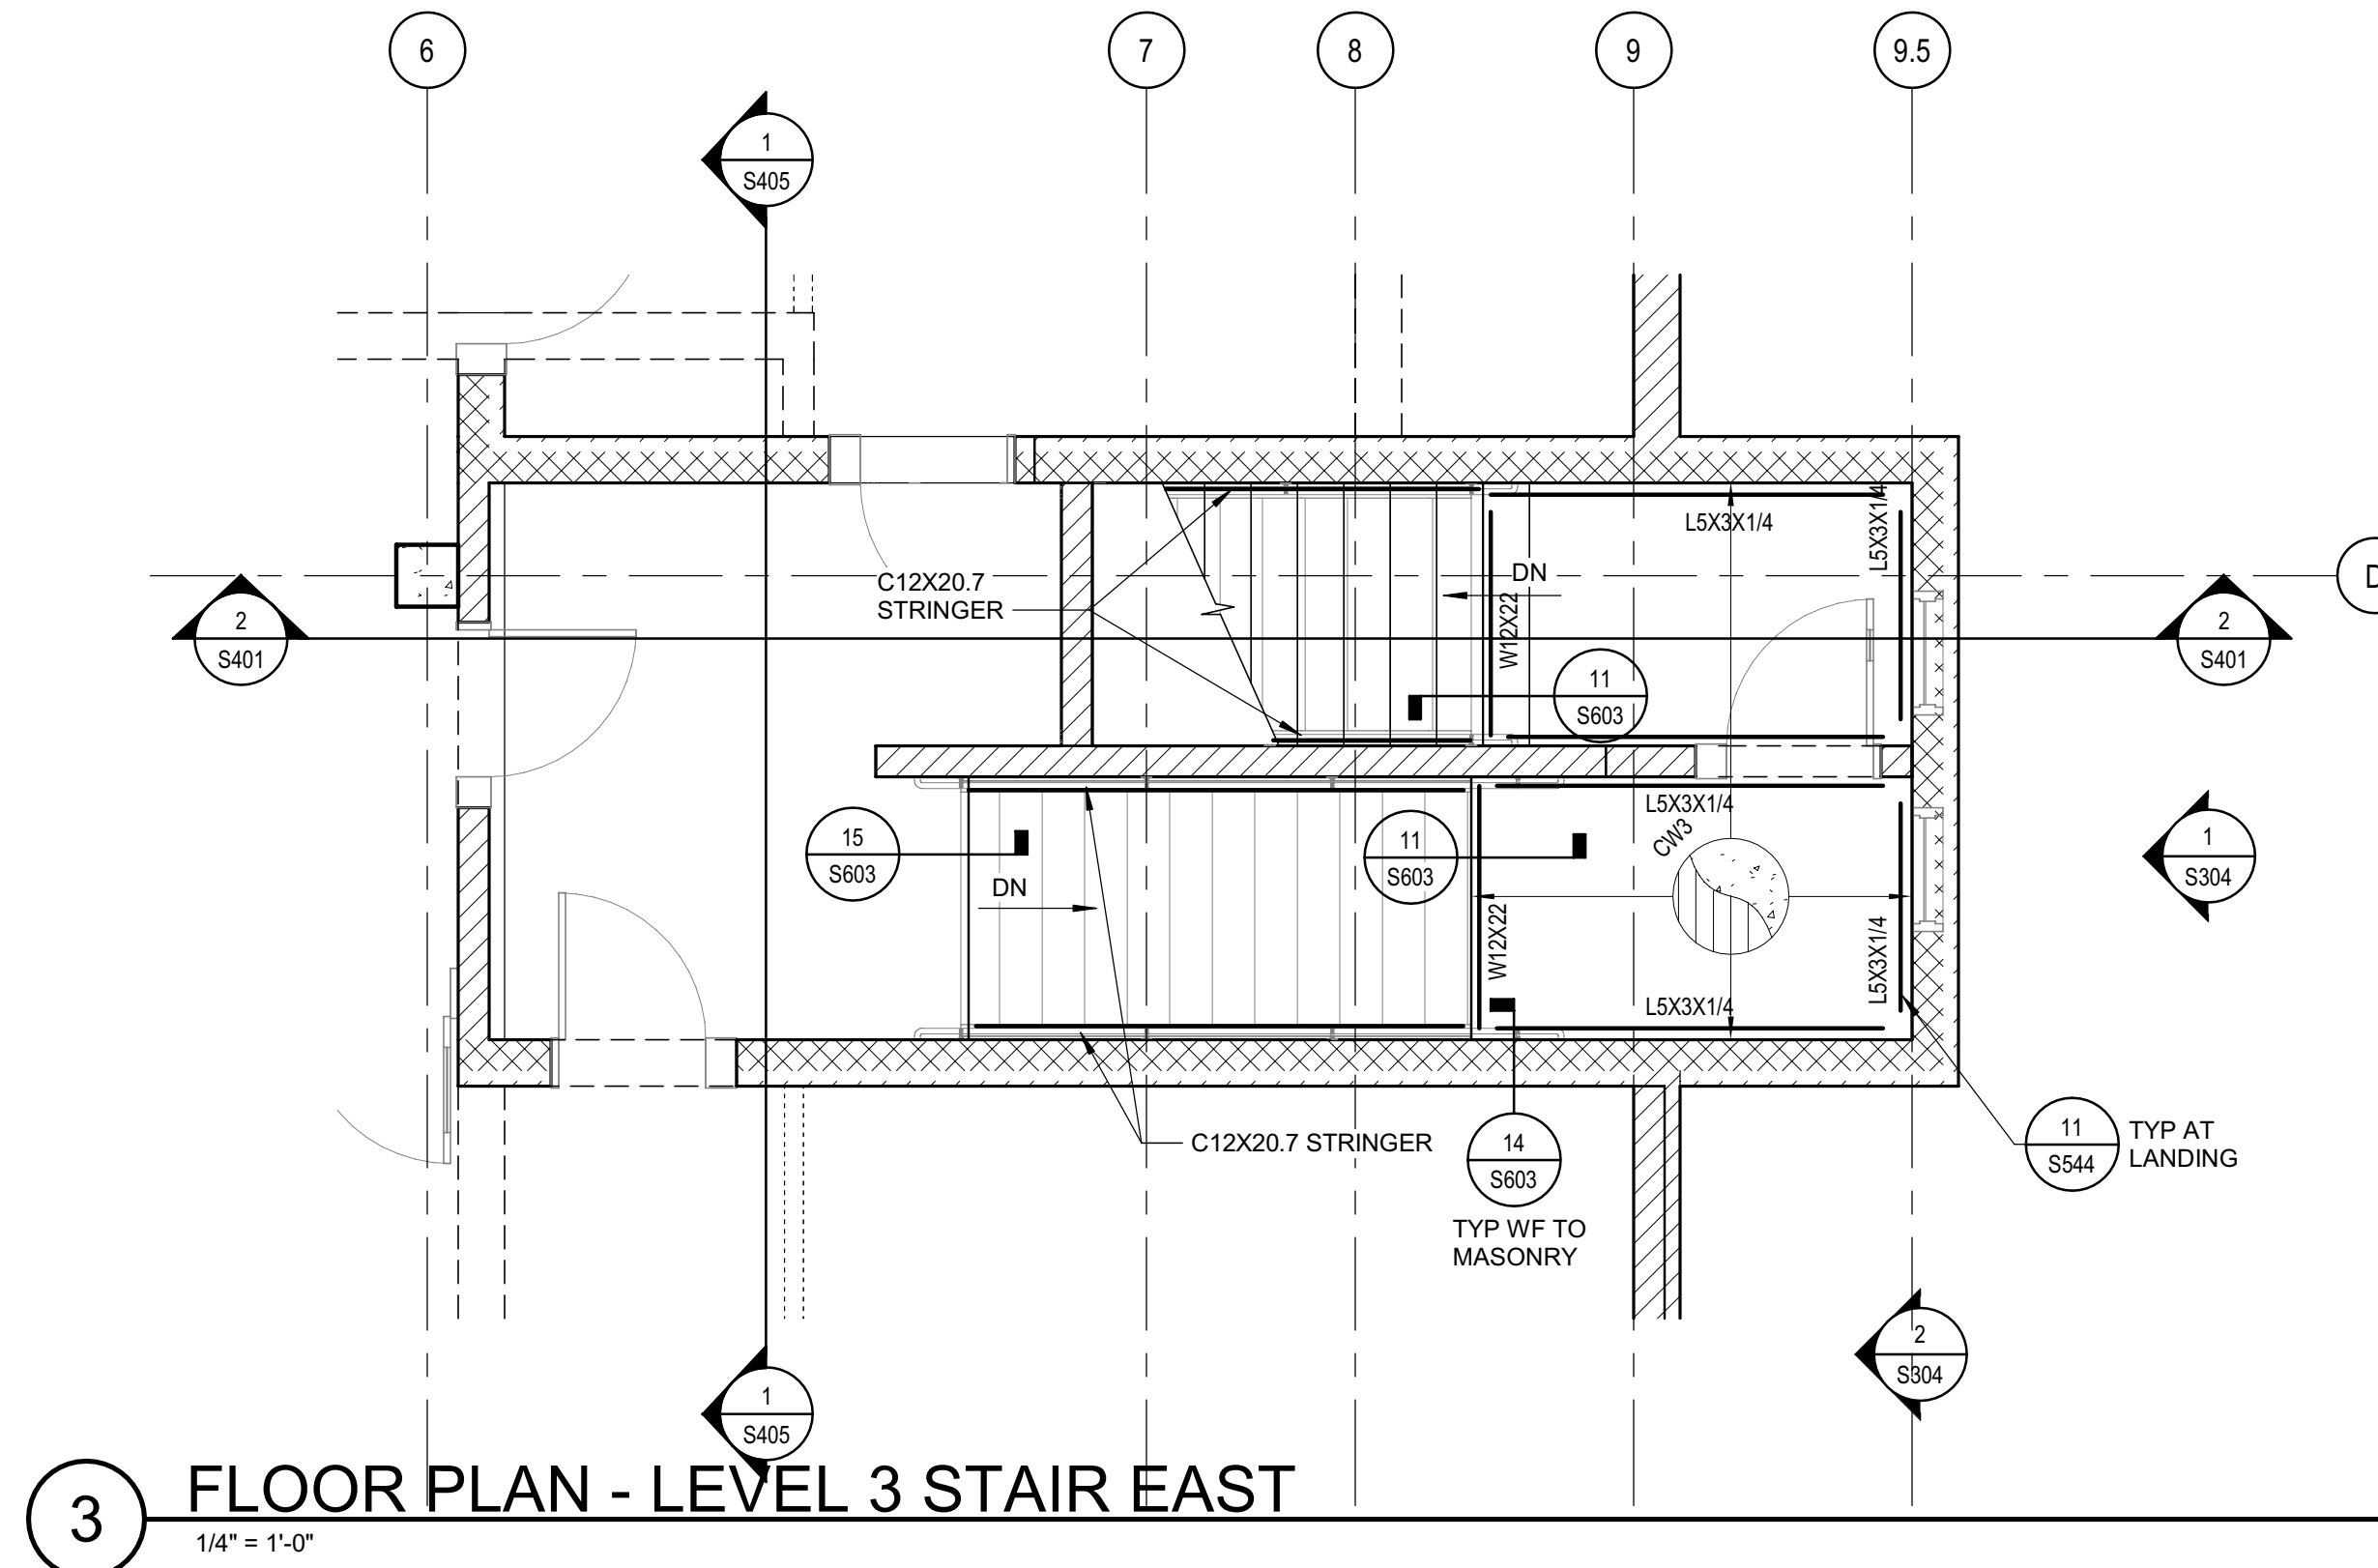 6
7
8
9
9.5
1
S405
L5X3X1/4
L5X3X1/4
C12X20.7
STRINGER
DN
W12X22
D
2
S401
2
S401
11
S603
L5X3X1/4
CW3
15
S603
11
S603
1
S304
DN
W12X22
L5X3X1/4
L5X3X1/4
C12X20.7 STRINGER
14
S603
TYP WF TO
MASONRY
11
S544
TYP AT
LANDING
2
S304
1
S405
3
FLOOR PLAN - LEVEL 3 STAIR EAST
1/4" = 1'-0"